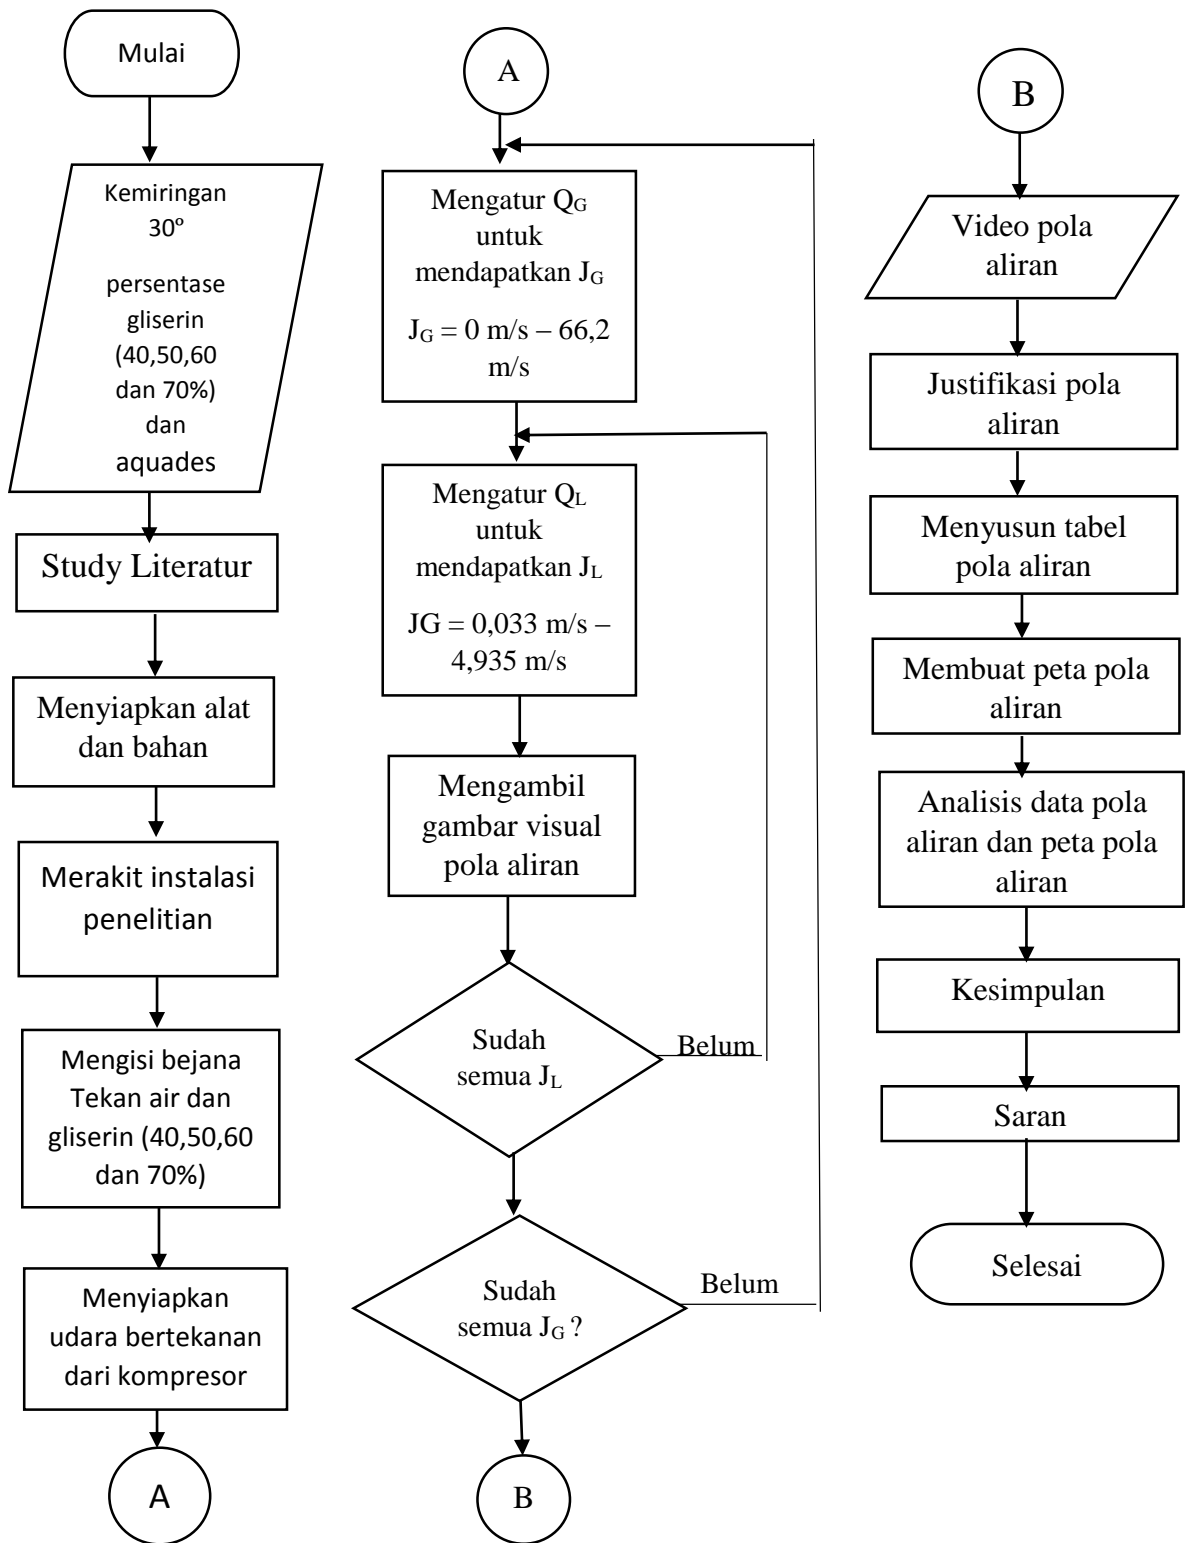 Mulai
Kemiringan
30º
persentase
gliserin
(40,50,60
dan 70%)
dan
aquades
Study Literatur
Menyiapkan alat
dan bahan
Merakit instalasi
penelitian
Mengisi bejana
Tekan air dan
gliserin (40,50,60
dan 70%)
Menyiapkan
udara bertekanan
dari kompresor
A
A
Mengatur QG
untuk
mendapatkan JG
JG = 0 m/s – 66,2
m/s
Mengatur QL
untuk
mendapatkan JL
JG = 0,033 m/s –
4,935 m/s
Mengambil
gambar visual
pola aliran
Sudah
semua JL
Belum
Sudah
semua JG ?
Belum
B
B
Video pola
aliran
Justifikasi pola
aliran
Menyusun tabel
pola aliran
Membuat peta pola
aliran
Analisis data pola
aliran dan peta pola
aliran
Kesimpulan
Saran
Selesai